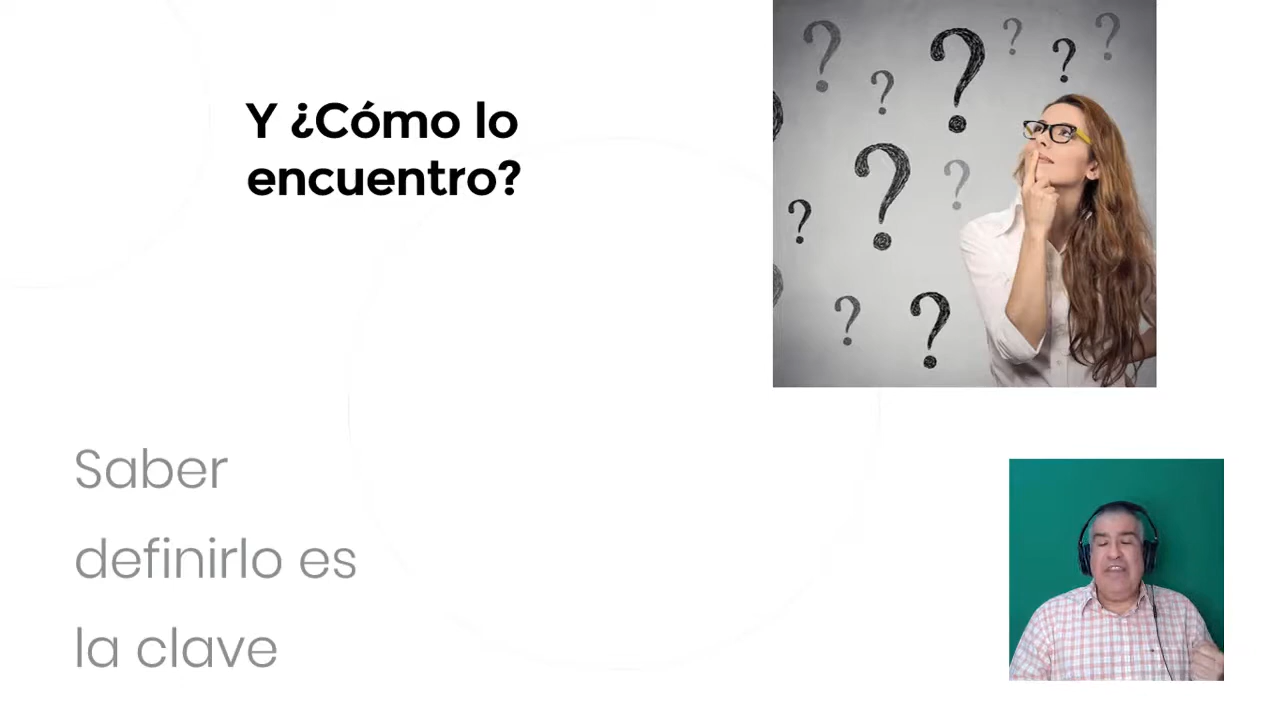 Y ¿Cómo lo
encuentro?
Saber
definirlo es
la clave